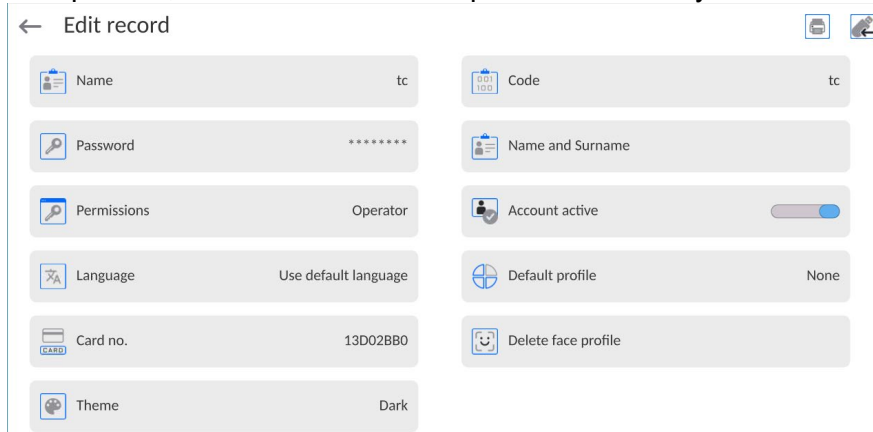 Edit record
Name tc
Code tc
Password ********
Name and Surname
Permissions Operator
Account active
Language Use default language
Default profile None
CARD Card no. 13D02BB0
Delete face profile
Theme Dark